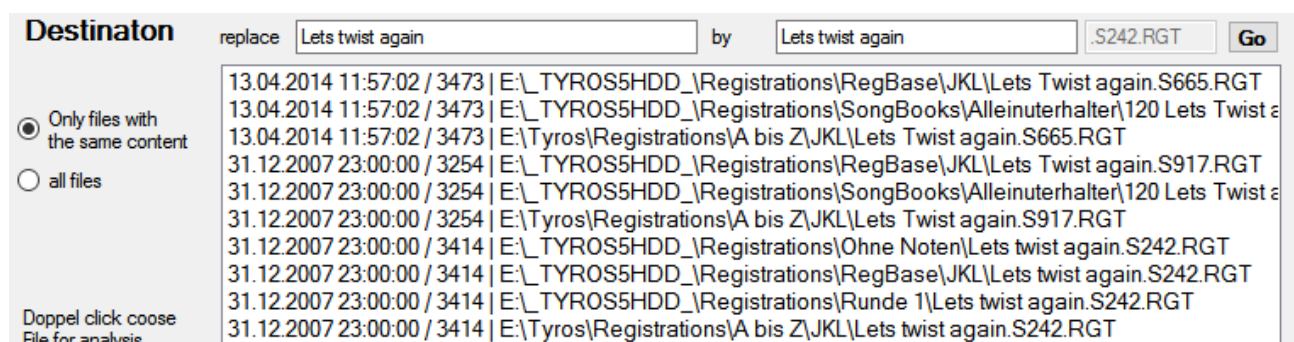 Destinaton
replace Lets twist again by Lets twist again .S242.RGT Go
13.04.2014 11:57:02 / 3473 | E:\_TYROS5HDD_\Registrations\RegBase\JKL\Lets Twist again.S665.RGT
13.04.2014 11:57:02 / 3473 | E:\_TYROS5HDD_\Registrations\SongBooks\Alleinuterhalter\120 Lets Twist a
13.04.2014 11:57:02 / 3473 | E:\Tyros\Registrations\A bis Z\JKL\Lets Twist again.S665.RGT
31.12.2007 23:00:00 / 3254 | E:\_TYROS5HDD_\Registrations\RegBase\JKL\Lets Twist again.S917.RGT
31.12.2007 23:00:00 / 3254 | E:\_TYROS5HDD_\Registrations\SongBooks\Alleinuterhalter\120 Lets Twist a
31.12.2007 23:00:00 / 3254 | E:\Tyros\Registrations\A bis Z\JKL\Lets Twist again.S917.RGT
31.12.2007 23:00:00 / 3414 | E:\_TYROS5HDD_\Registrations\Ohne Noten\Lets twist again.S242.RGT
31.12.2007 23:00:00 / 3414 | E:\_TYROS5HDD_\Registrations\RegBase\JKL\Lets twist again.S242.RGT
31.12.2007 23:00:00 / 3414 | E:\_TYROS5HDD_\Registrations\Runde 1\Lets twist again.S242.RGT
31.12.2007 23:00:00 / 3414 | E:\Tyros\Registrations\A bis Z\JKL\Lets twist again.S242.RGT
Only files with
the same content
all files
Doppel click coose
File for analysis